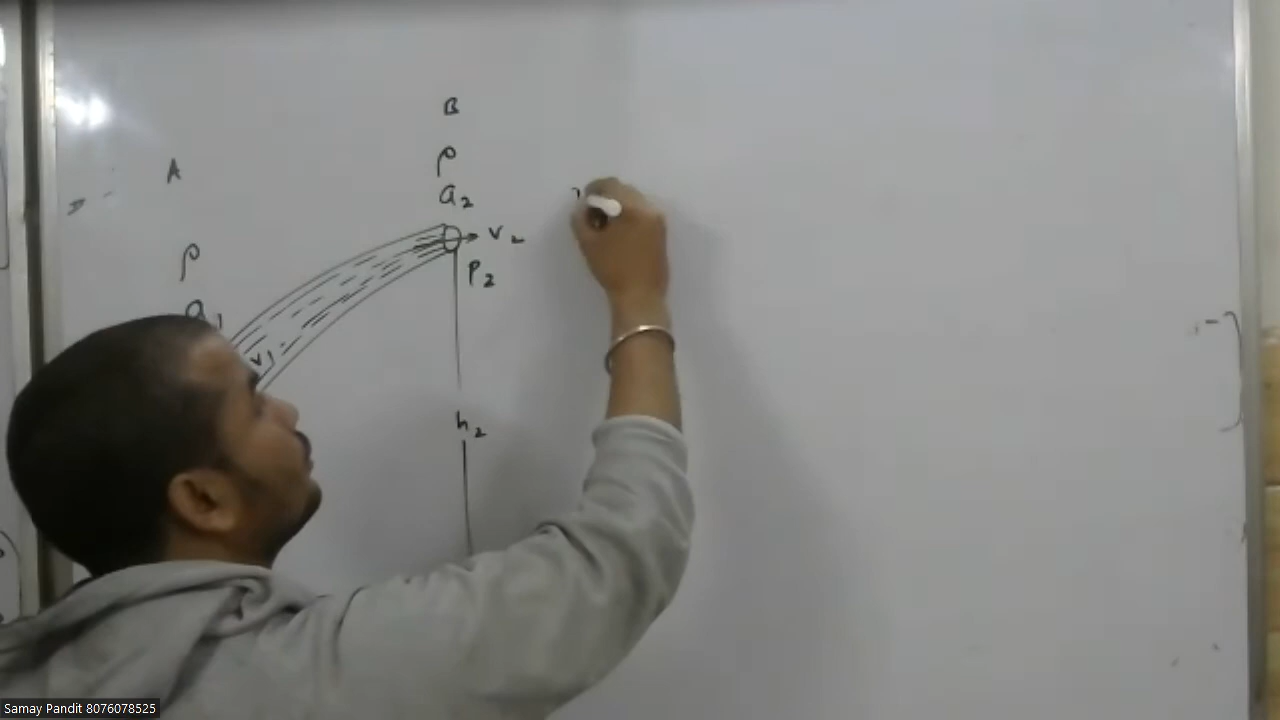 B
A
ρ
a₂
v₂
ρ
P₂
a₁
v₁
h₂
Samay Pandit 8076078525